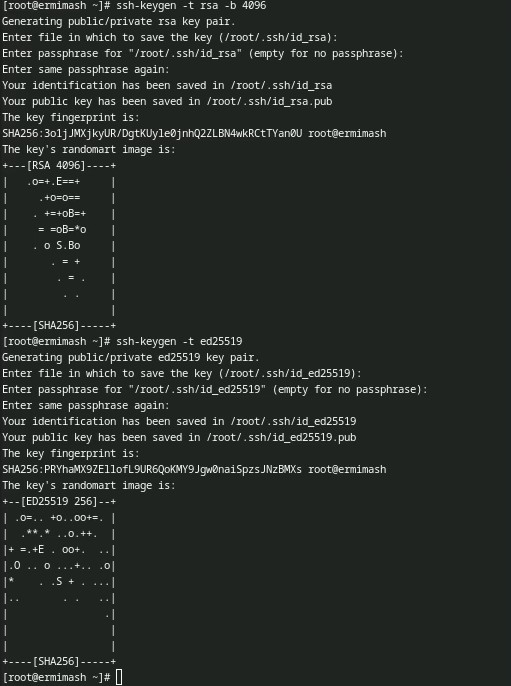 [root@ermimash ~]# ssh-keygen -t rsa -b 4096
Generating public/private rsa key pair.
Enter file in which to save the key (/root/.ssh/id_rsa):
Enter passphrase for "/root/.ssh/id_rsa" (empty for no passphrase):
Enter same passphrase again:
Your identification has been saved in /root/.ssh/id_rsa
Your public key has been saved in /root/.ssh/id_rsa.pub
The key fingerprint is:
SHA256:3o1jJMXjkyUR/DgtKUyle0jnhQ2ZLBN4wkRCtTYan0U root@ermimash
The key's randomart image is:
+---[RSA 4096]----+
|   .o=+.E==+     |
|     .+o=o==     |
|    . +=+oB=+    |
|     = =oB=*o    |
|    . o S.Bo     |
|       . = +     |
|        . = .    |
|         . .     |
|                 |
+----[SHA256]-----+
[root@ermimash ~]# ssh-keygen -t ed25519
Generating public/private ed25519 key pair.
Enter file in which to save the key (/root/.ssh/id_ed25519):
Enter passphrase for "/root/.ssh/id_ed25519" (empty for no passphrase):
Enter same passphrase again:
Your identification has been saved in /root/.ssh/id_ed25519
Your public key has been saved in /root/.ssh/id_ed25519.pub
The key fingerprint is:
SHA256:PRYhaMX9ZEllofL9UR6QoKMY9Jgw0naiSpzsJNzBMXs root@ermimash
The key's randomart image is:
+--[ED25519 256]--+
| .o=.. +o..oo+=. |
|  .**.* ..o.++.  |
|+ =.+E . oo+.  ..|
|.O .. o ...+.. .o|
|*    . .S + . ...|
|..       . .   ..|
|                .|
|                 |
|                 |
+----[SHA256]-----+
[root@ermimash ~]#